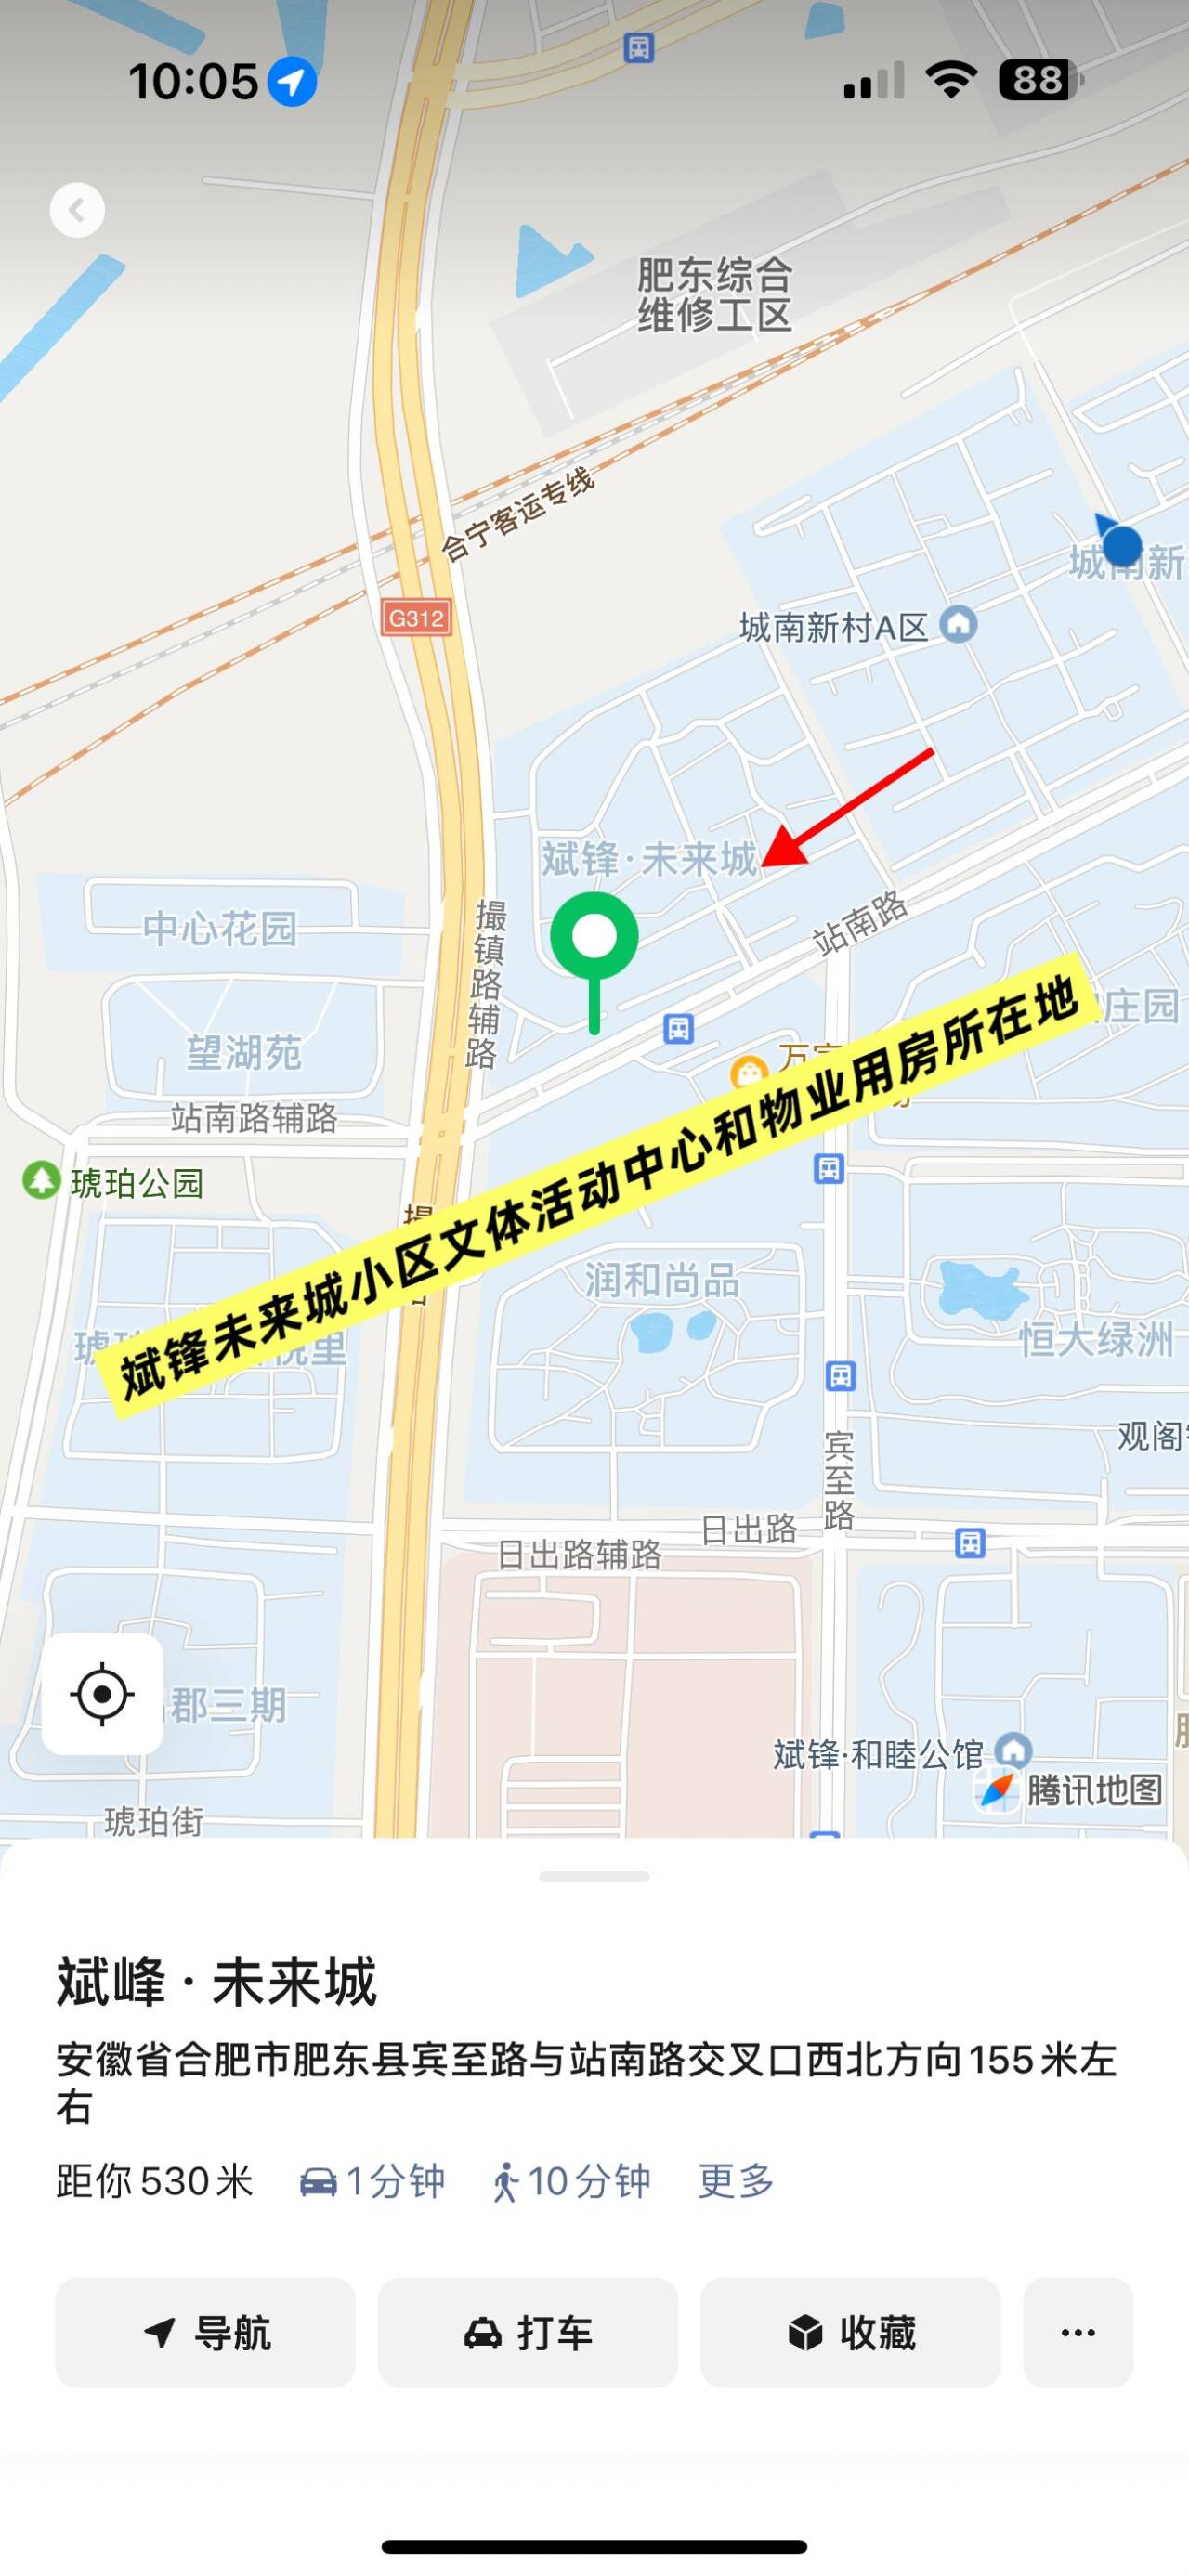 10:05
88
肥东综合
维修工区
合宁客运专线
G312
城南新
城南新村A区
斌锋·未来城
站南路
撮镇路辅路
中心花园
望湖苑
庄园
站南路辅路
琥珀公园
斌锋未来城小区文体活动中心和物业用房所在地
润和尚品
恒大绿洲
观阁
宾至路
日出路
日出路辅路
郡三期
斌锋·和睦公馆
腾讯地图
琥珀街
斌峰·未来城
安徽省合肥市肥东县宾至路与站南路交叉口西北方向155米左
右
距你530米 1分钟 10分钟 更多
导航 打车 收藏